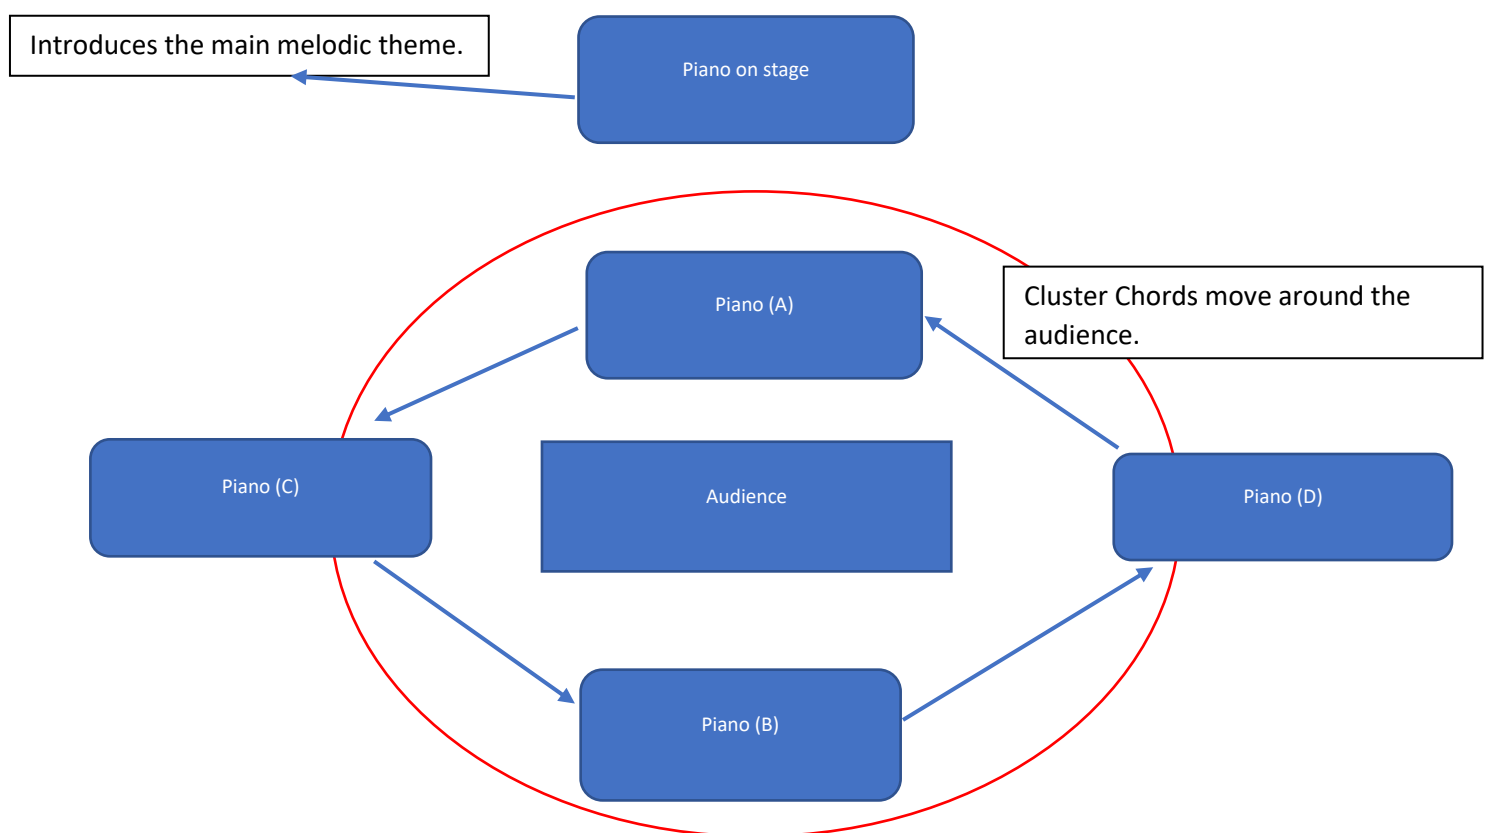 Introduces the main melodic theme.
Piano on stage
Piano (A)
Cluster Chords move around the
audience.
Piano (C)
Audience
Piano (D)
Piano (B)